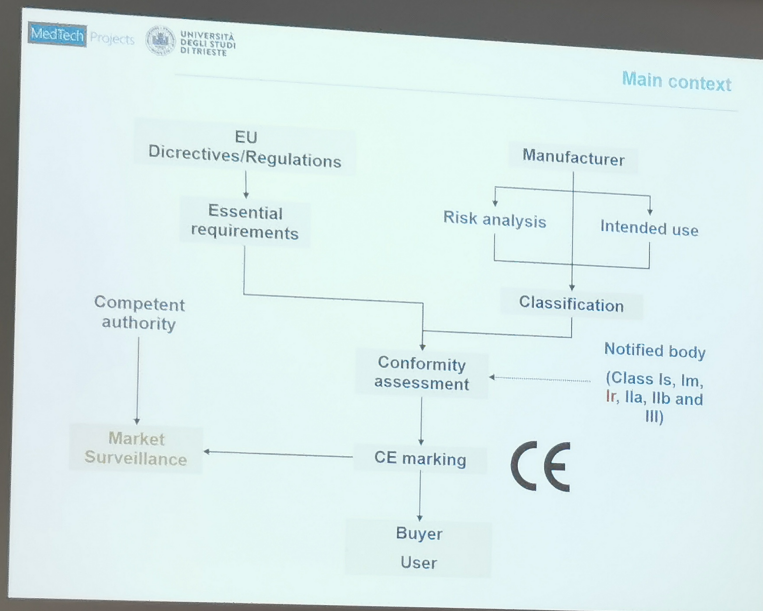 MedTech Projects
UNIVERSITÀ
DEGLI STUDI
DI TRIESTE
Main context
EU
Dicrectives/Regulations
Essential
requirements
Manufacturer
Risk analysis
Intended use
Classification
Competent
authority
Notified body
(Class Is, Im,
Ir, IIa, IIb and
III)
Conformity
assessment
Market
Surveillance
CE marking
CE
Buyer
User